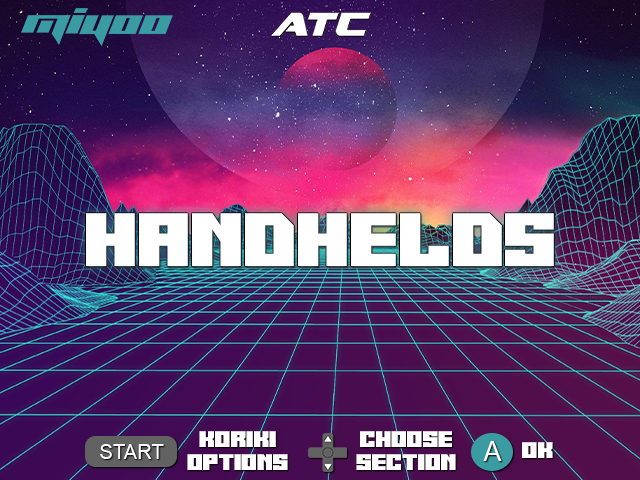 miyoo
ATC
HANDHELDS
START
KORIKI
OPTIONS
CHOOSE
SECTION
A
OK